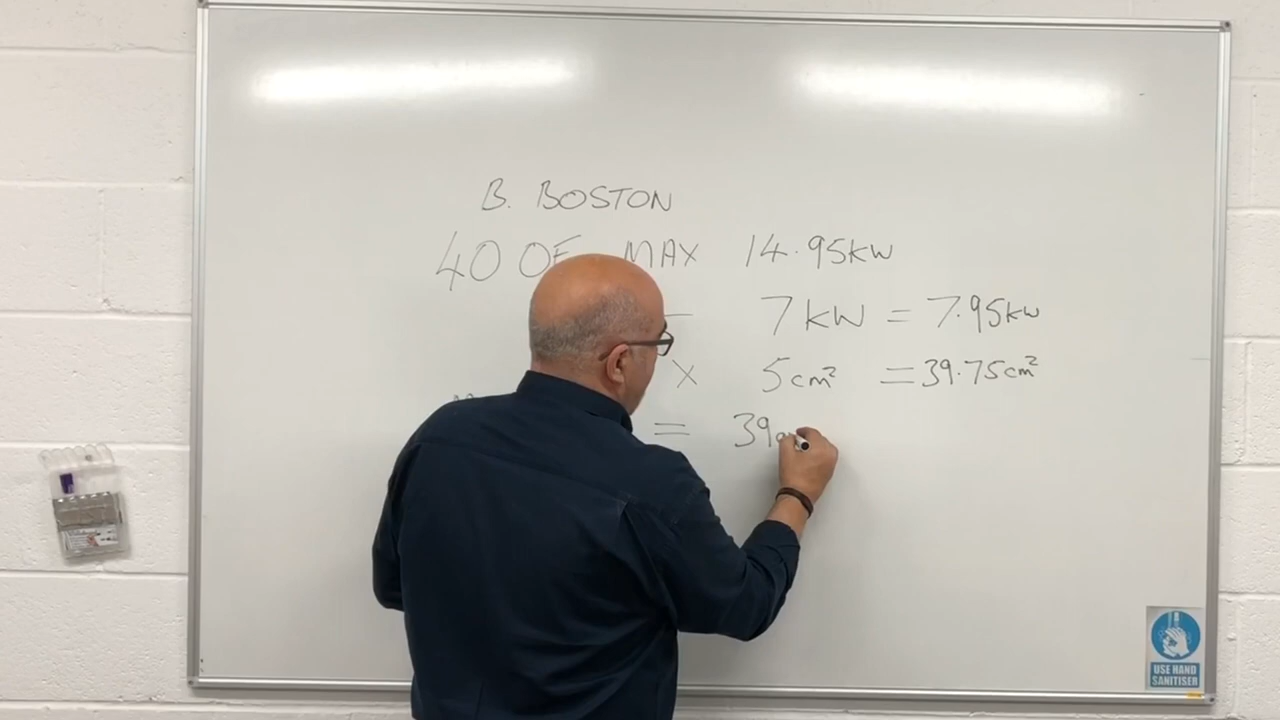 B. BOSTON
40 OF MAX 14.95kW
— 7kW = 7.95kW
x 5cm² = 39.75cm²
= 39
USE HAND
SANITISER